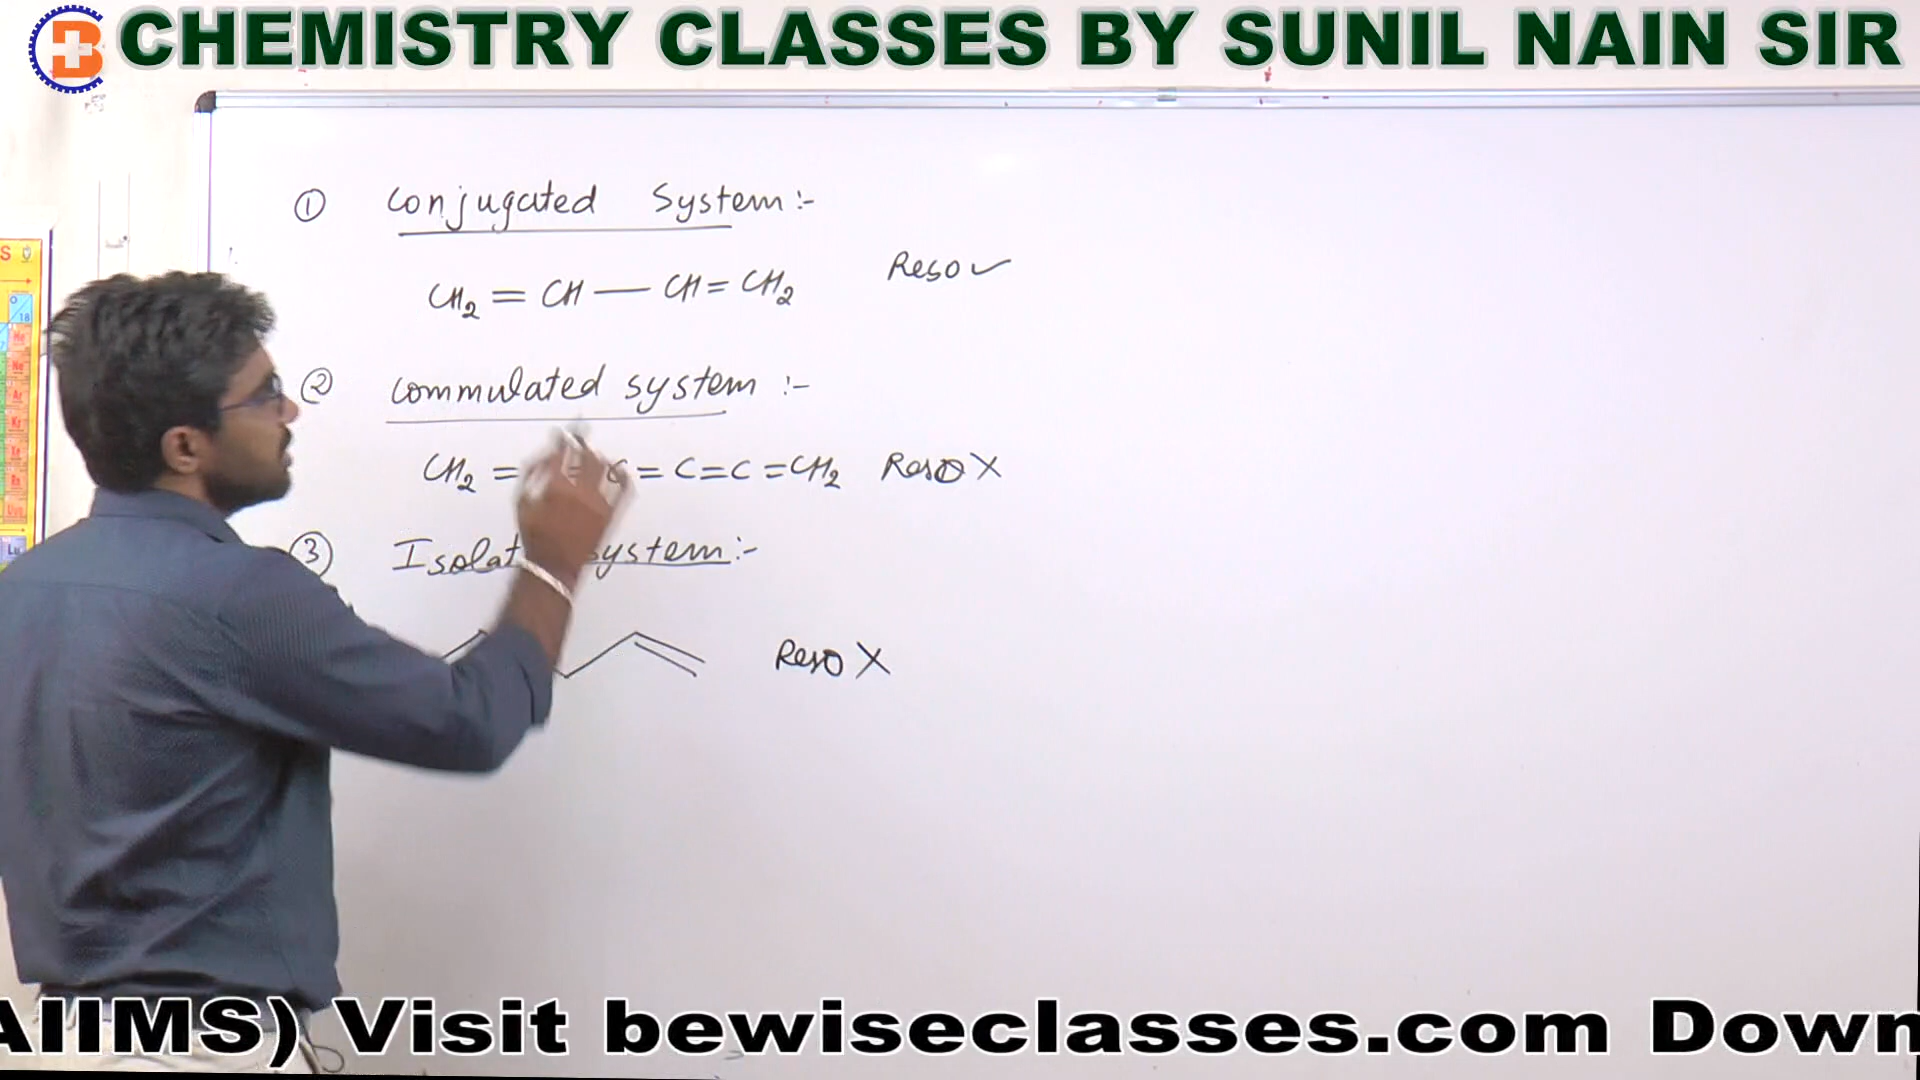 CHEMISTRY CLASSES BY SUNIL NAIN SIR
① Conjugated System :-
CH₂ = CH — CH = CH₂ Reso ✓
② Commulated system :-
CH₂ = C = C = C = CH₂ Reso X
③ Isolat system :-
Reso X
AIIMS) Visit bewiseclasses.com Down